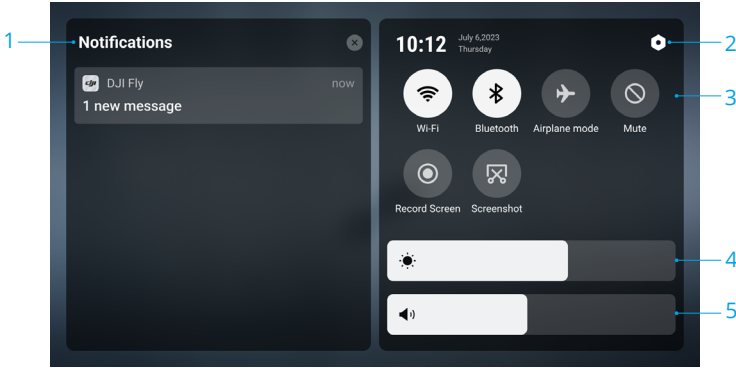 1
Notifications
DJI Fly
now
1 new message
10:12
July 6,2023
Thursday
2
Wi-Fi
Bluetooth
Airplane mode
Mute
3
Record Screen
Screenshot
4
5